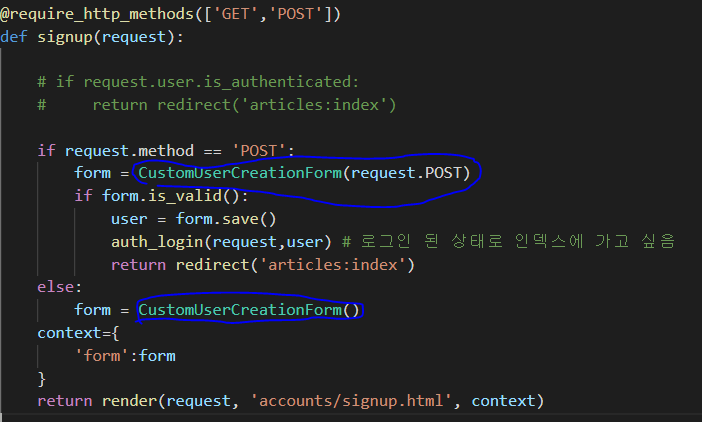 @require_http_methods(['GET','POST'])
def signup(request):
# if request.user.is_authenticated:
#     return redirect('articles:index')
if request.method == 'POST':
form = CustomUserCreationForm(request.POST)
if form.is_valid():
user = form.save()
auth_login(request,user) # 로그인 된 상태로 인덱스에 가고 싶음
return redirect('articles:index')
else:
form = CustomUserCreationForm()
context={
'form':form
}
return render(request, 'accounts/signup.html', context)